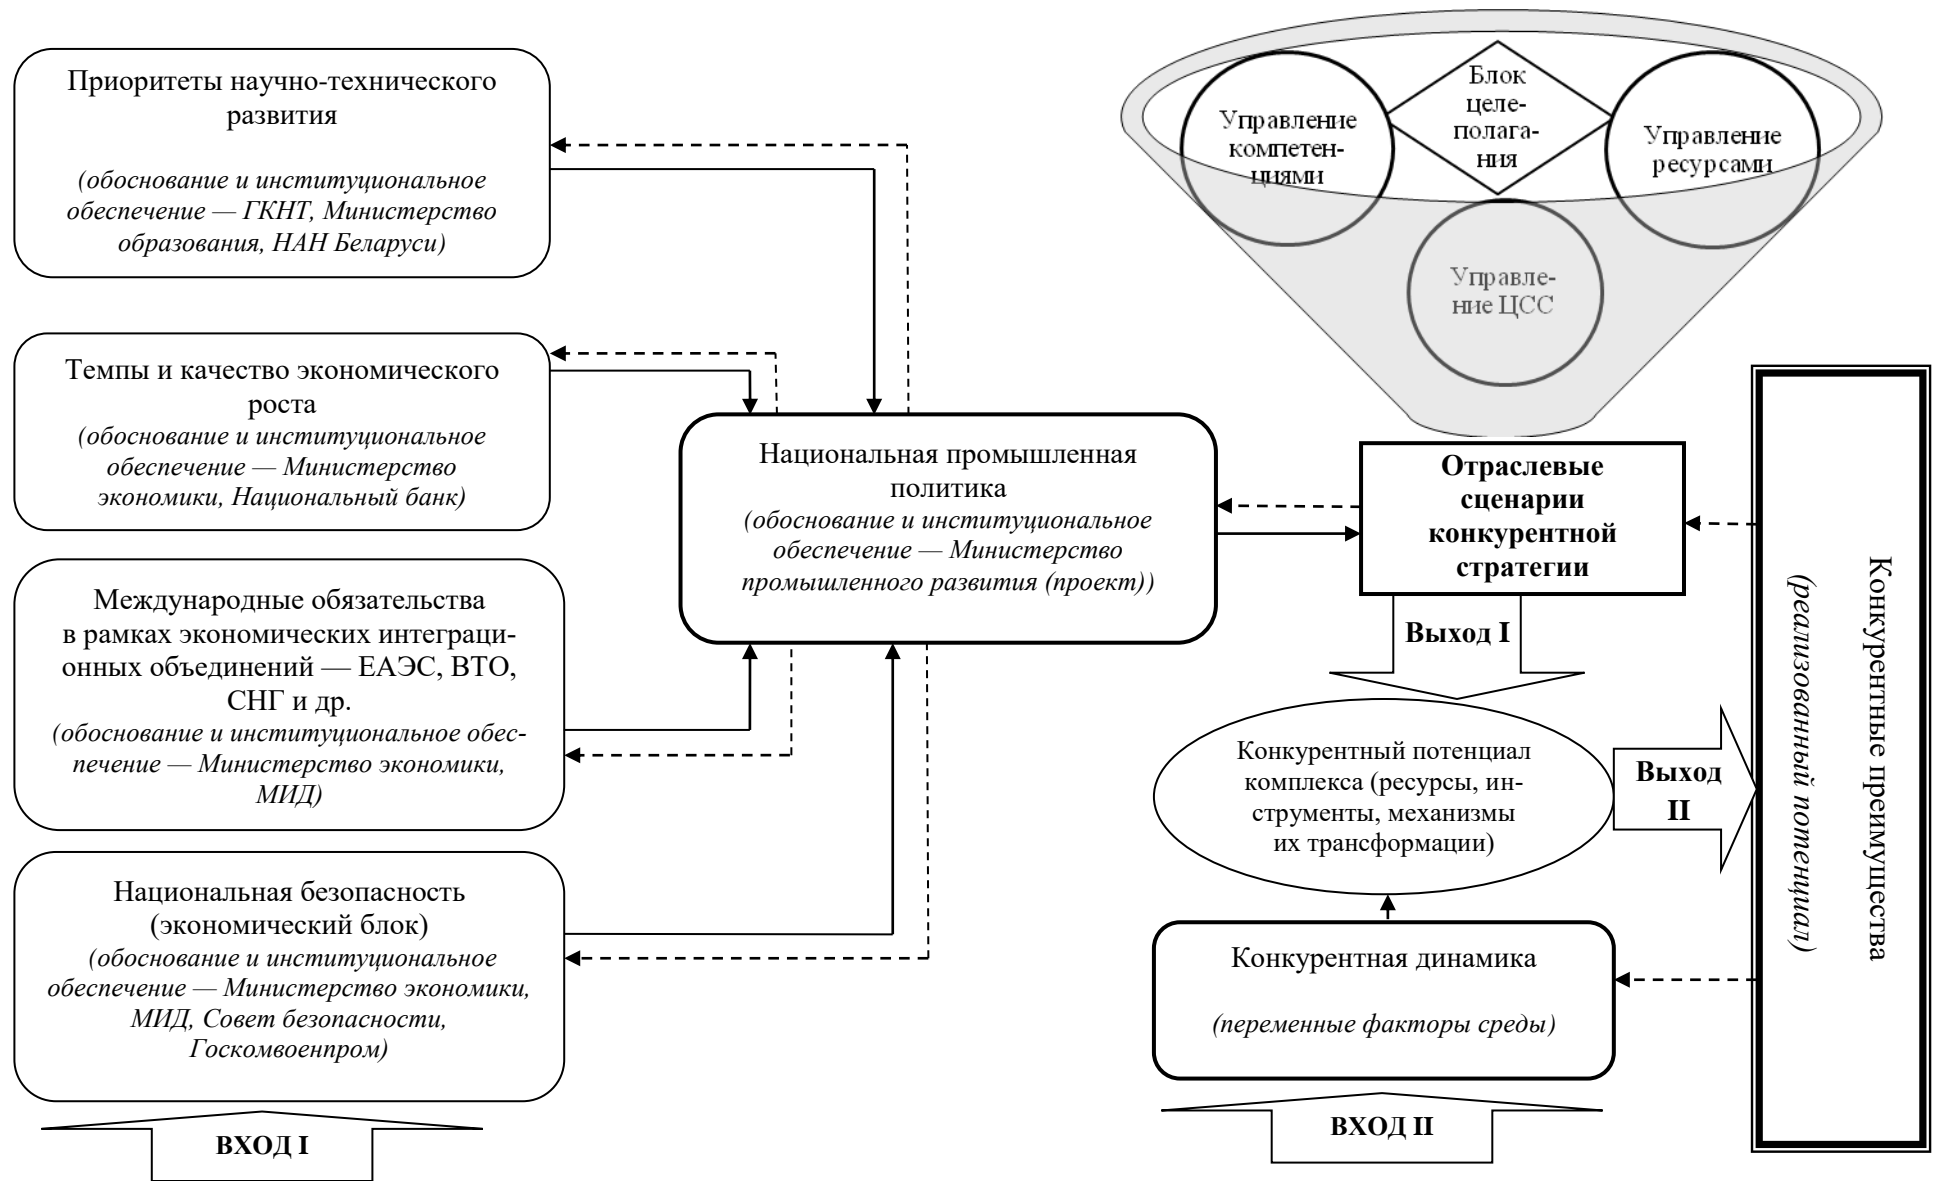 Приоритеты научно-технического
развития
(обоснование и институциональное
обеспечение — ГКНТ, Министерство
образования, НАН Беларуси)
Темпы и качество экономического
роста
(обоснование и институциональное
обеспечение — Министерство
экономики, Национальный банк)
Международные обязательства
в рамках экономических интеграци-
онных объединений — ЕАЭС, ВТО,
СНГ и др.
(обоснование и институциональное обес-
печение — Министерство экономики,
МИД)
Национальная безопасность
(экономический блок)
(обоснование и институциональное
обеспечение — Министерство экономики,
МИД, Совет безопасности,
Госкомвоенпром)
ВХОД I
Национальная промышленная
политика
(обоснование и институциональное
обеспечение — Министерство
промышленного развития (проект))
Управление
компетен-
циями
Блок
целе-
полага-
ния
Управление
ресурсами
Управле-
ние ЦСС
Отраслевые
сценарии
конкурентной
стратегии
Выход I
Конкурентный потенциал
комплекса (ресурсы, ин-
струменты, механизмы
их трансформации)
Выход
II
Конкурентная динамика
(переменные факторы среды)
ВХОД II
Конкурентные преимущества
(реализованный потенциал)